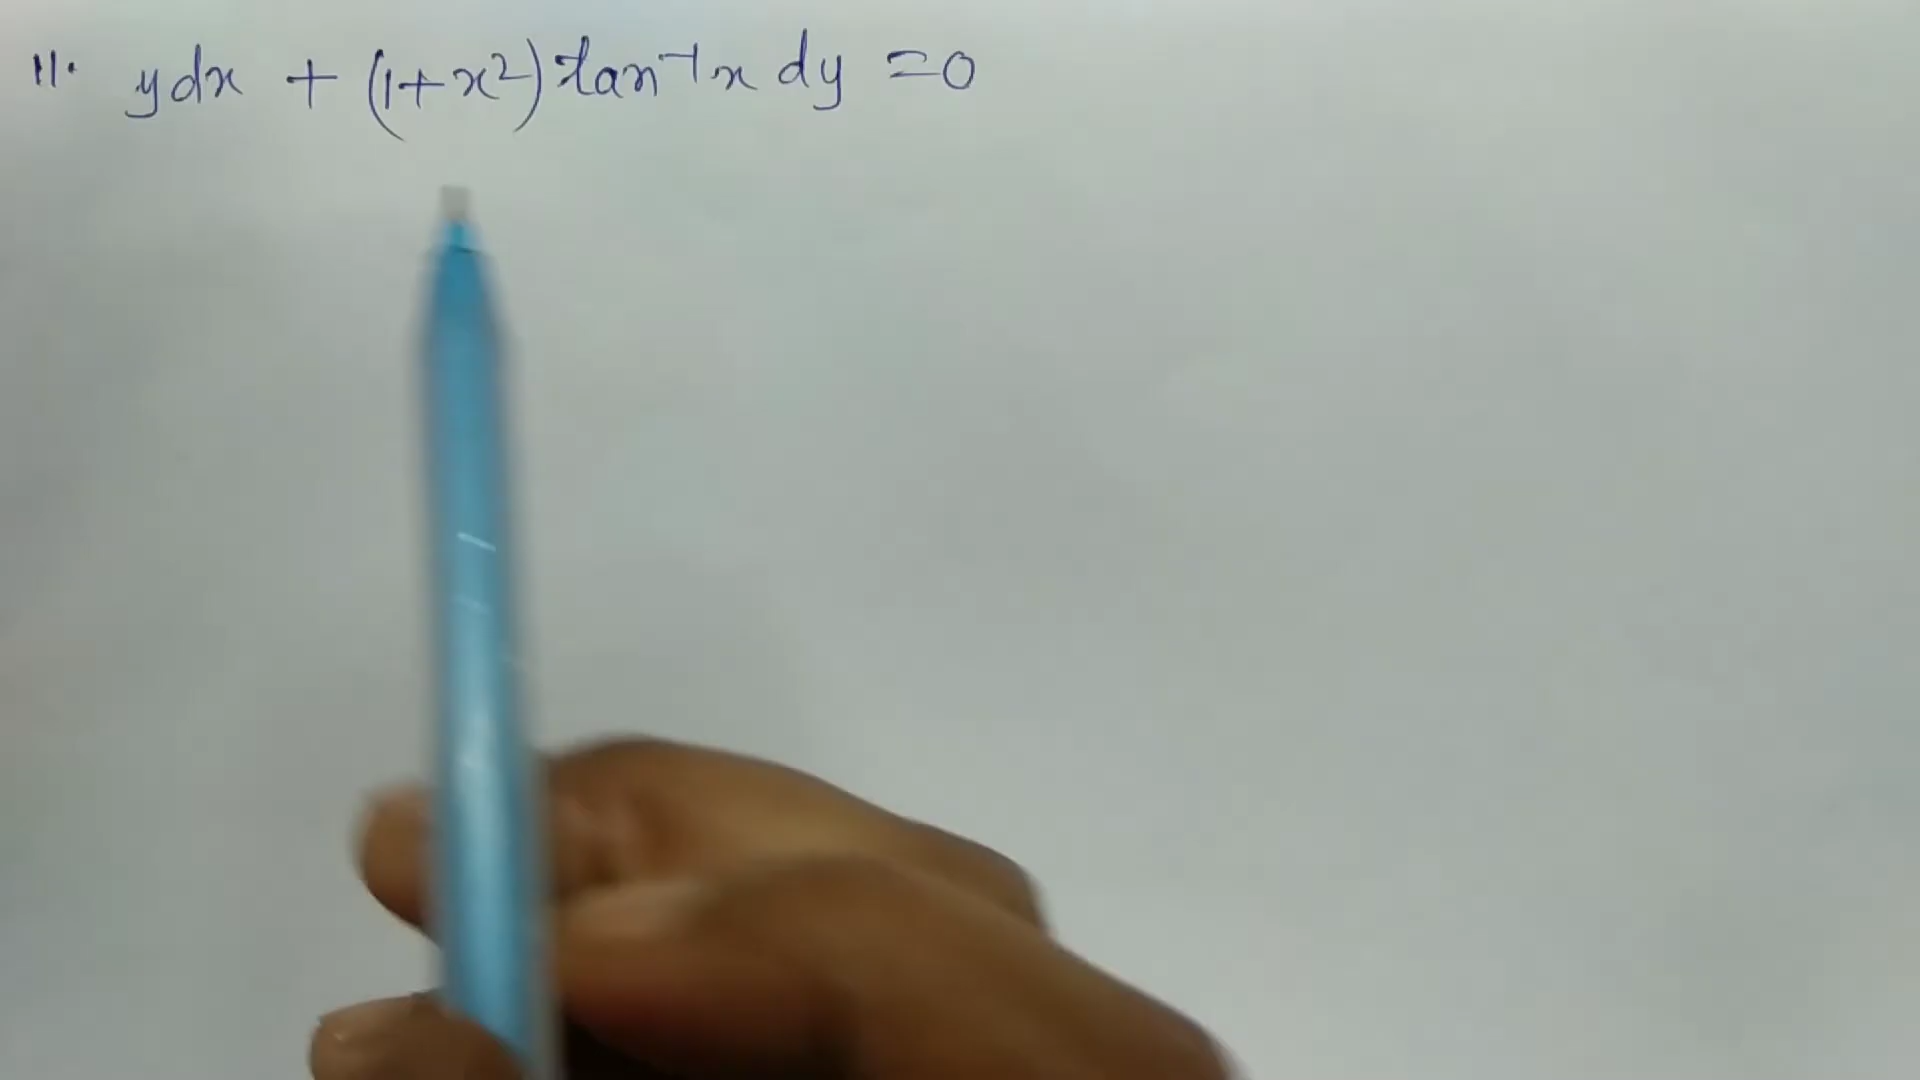 11. ydx + (1+x²) tan⁻¹x dy = 0